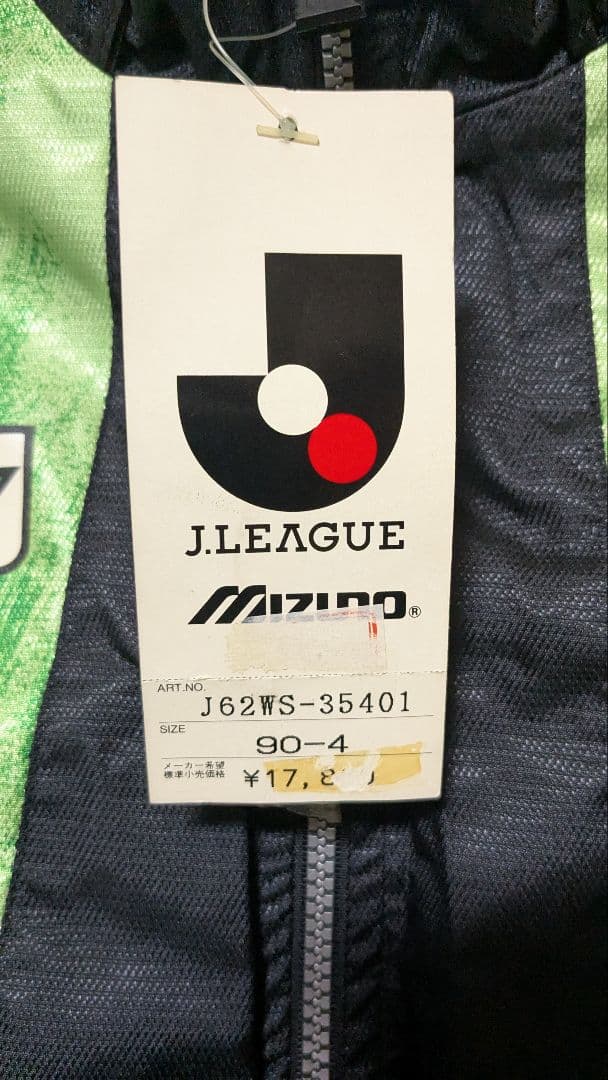 J.LEAGUE
MIZUNO®
ART.NO.
J62WS-35401
SIZE
90-4
メーカー希望
標準小売価格
¥17,8